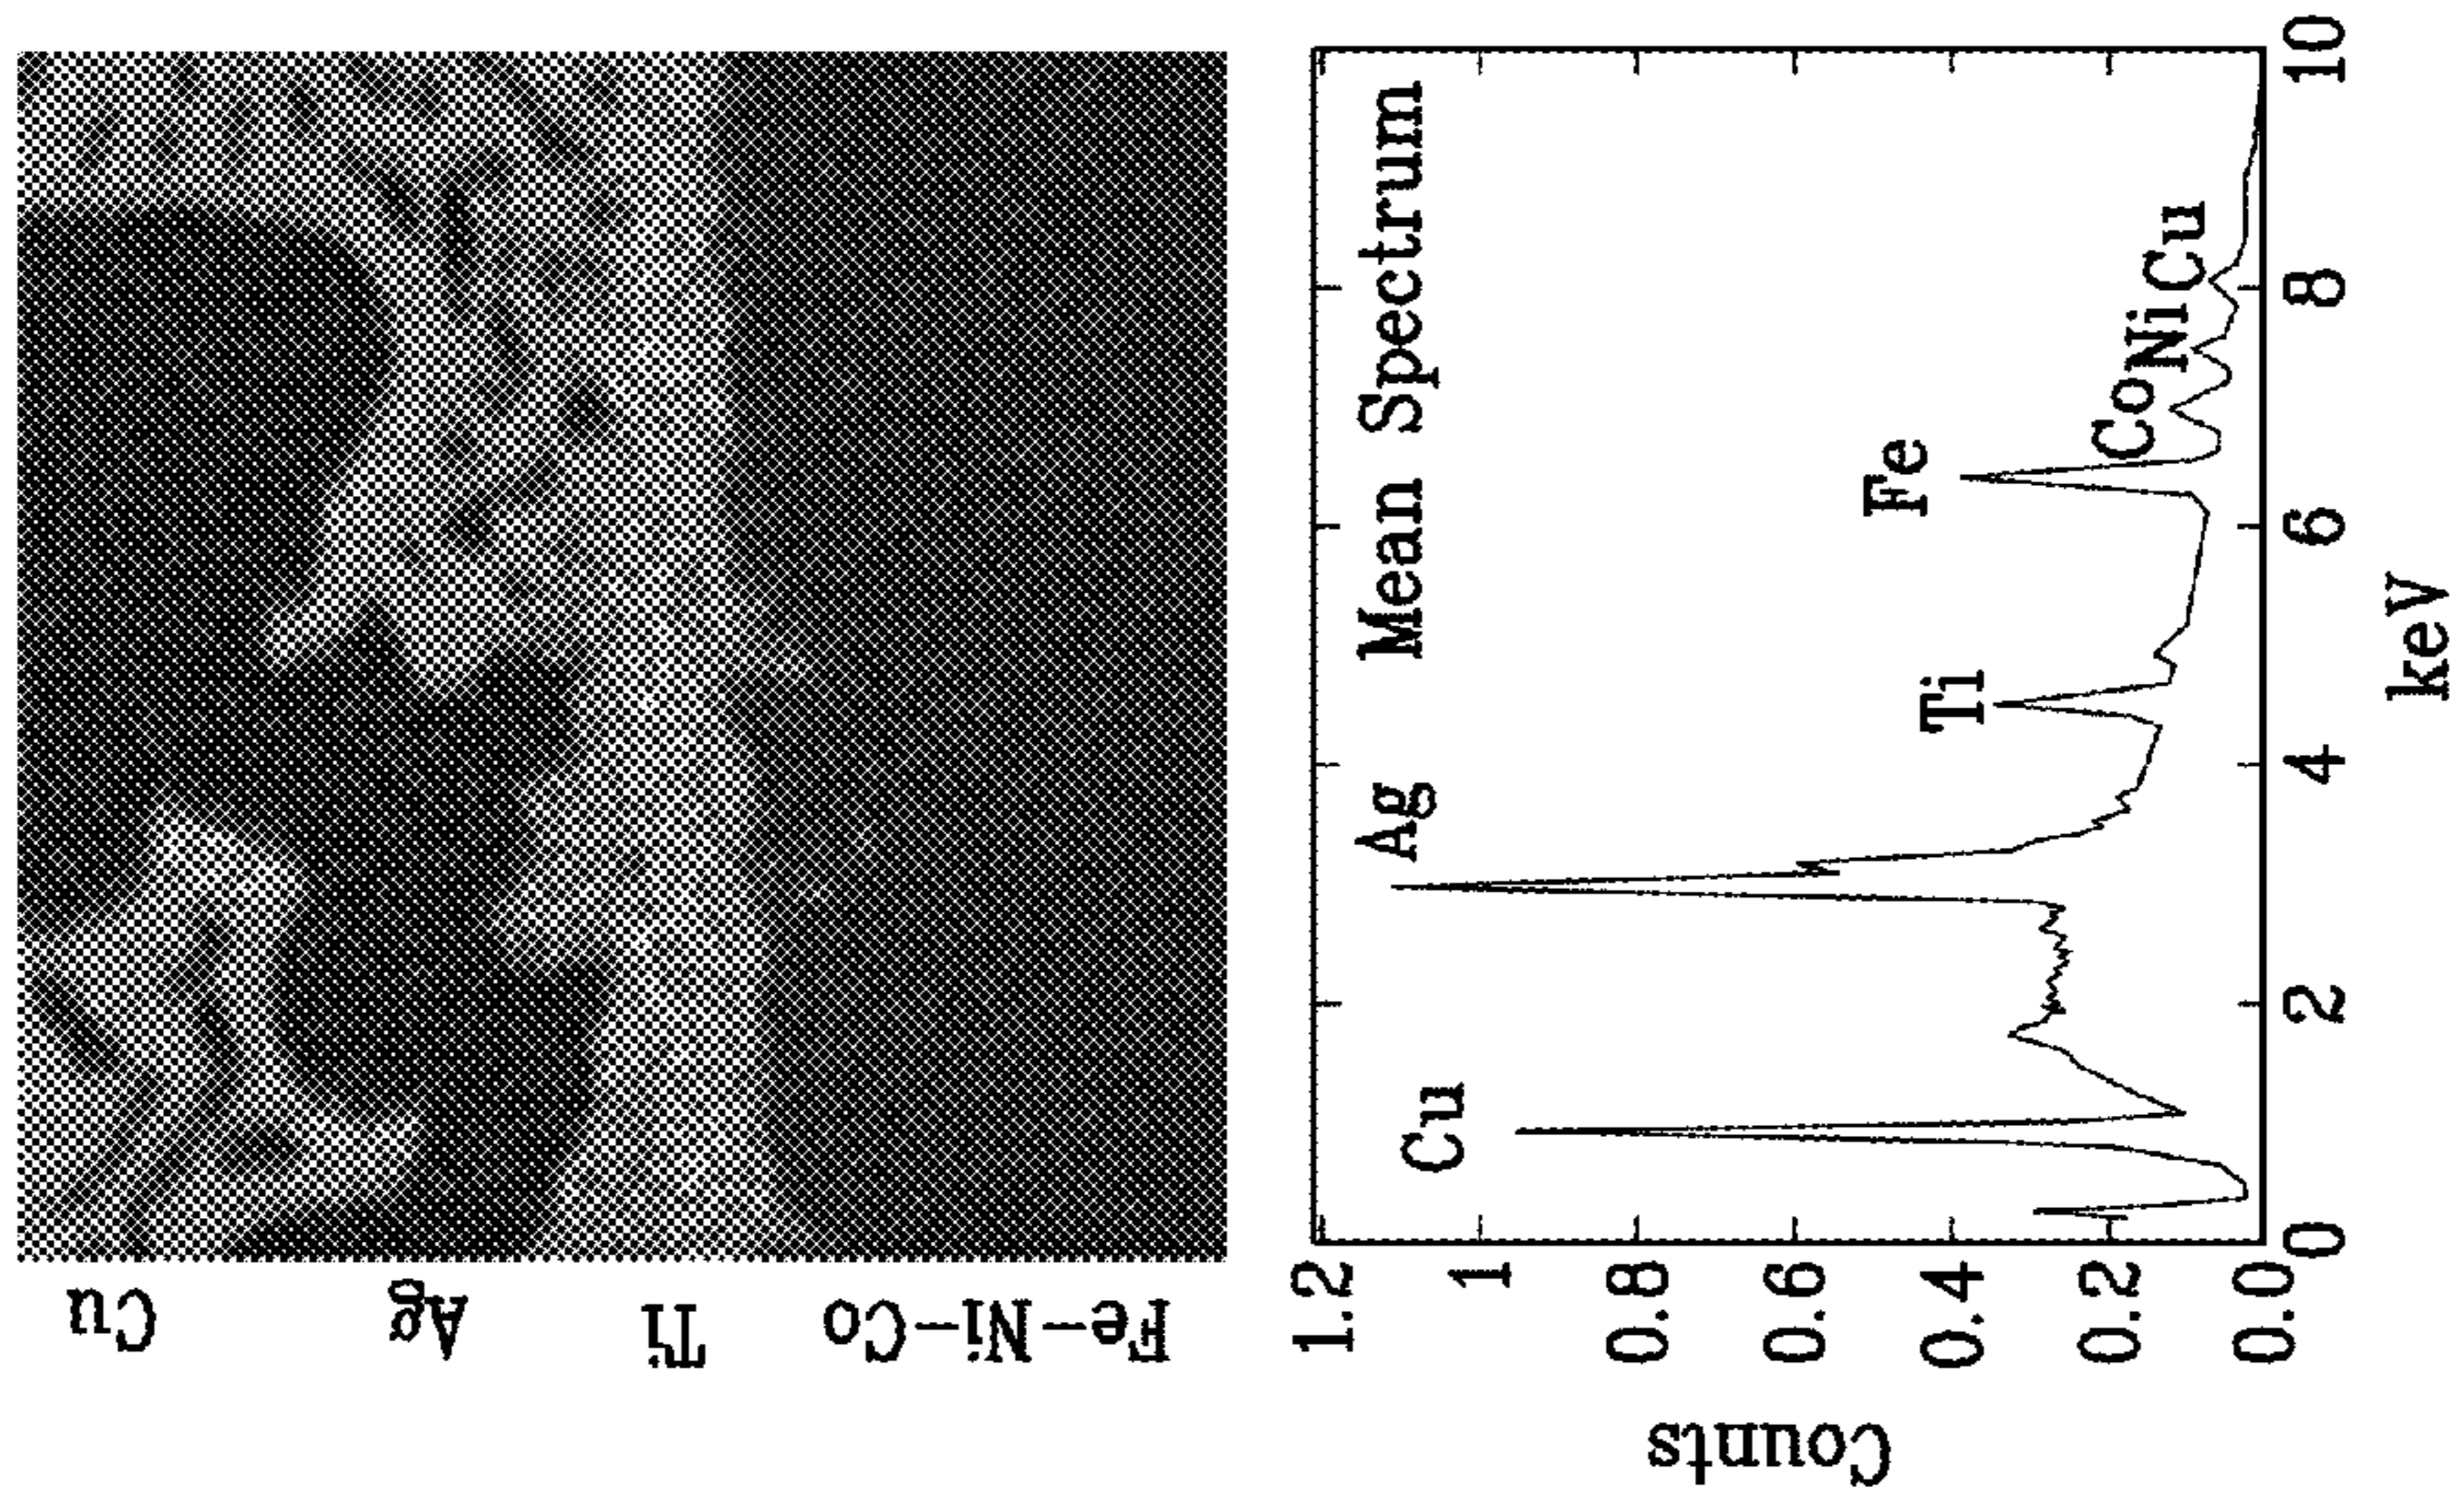 Cu
Ag
Ti
Fe-Ni-Co
Mean Spectrum
Cu
Ag
Ti
Fe
Co
Ni
Cu
1.2
1
0.8
0.6
0.4
0.2
0.0
Counts
0
2
4
6
8
10
keV